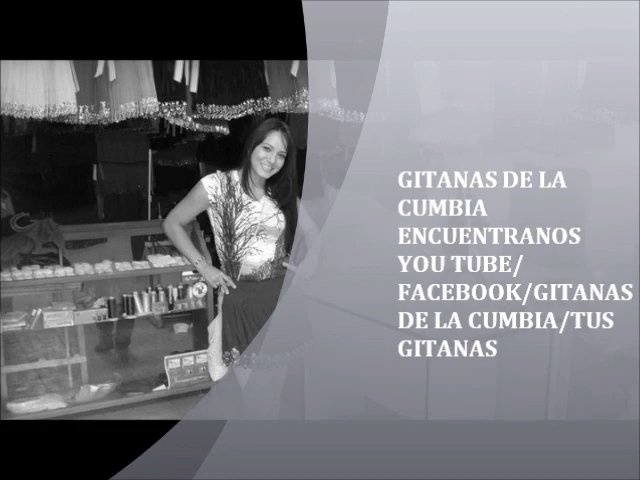 GITANAS DE LA
CUMBIA
ENCUENTRANOS
YOU TUBE/
FACEBOOK/GITANAS
DE LA CUMBIA/TUS
GITANAS